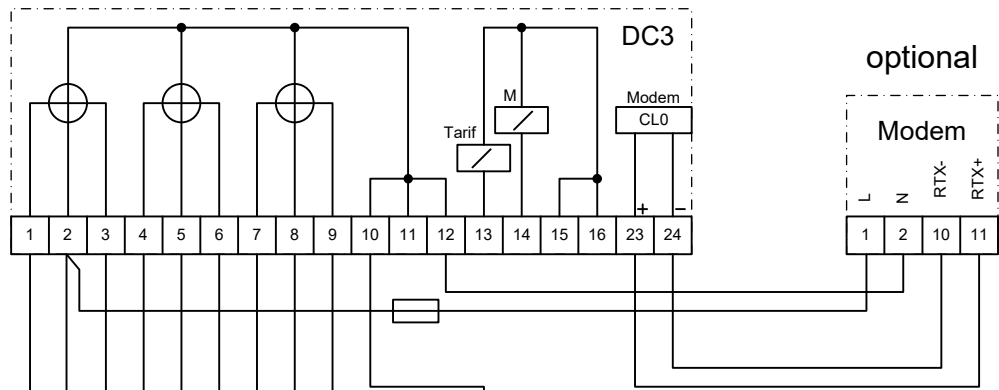 DC3
optional
M
Modem
CL0
Modem
Tarif
L N RTX- RTX+
+ −
1 2 3 4 5 6 7 8 9 10 11 12 13 14 15 16 23 24
1 2 10 11